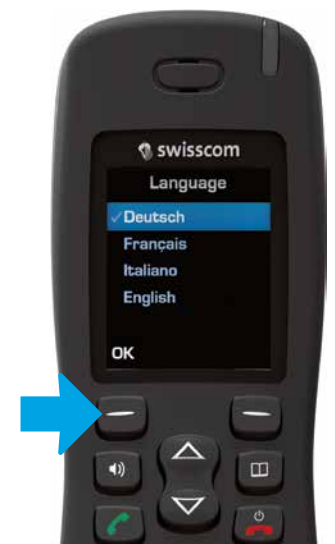 swisscom
Language
✓Deutsch
Français
Italiano
English
OK